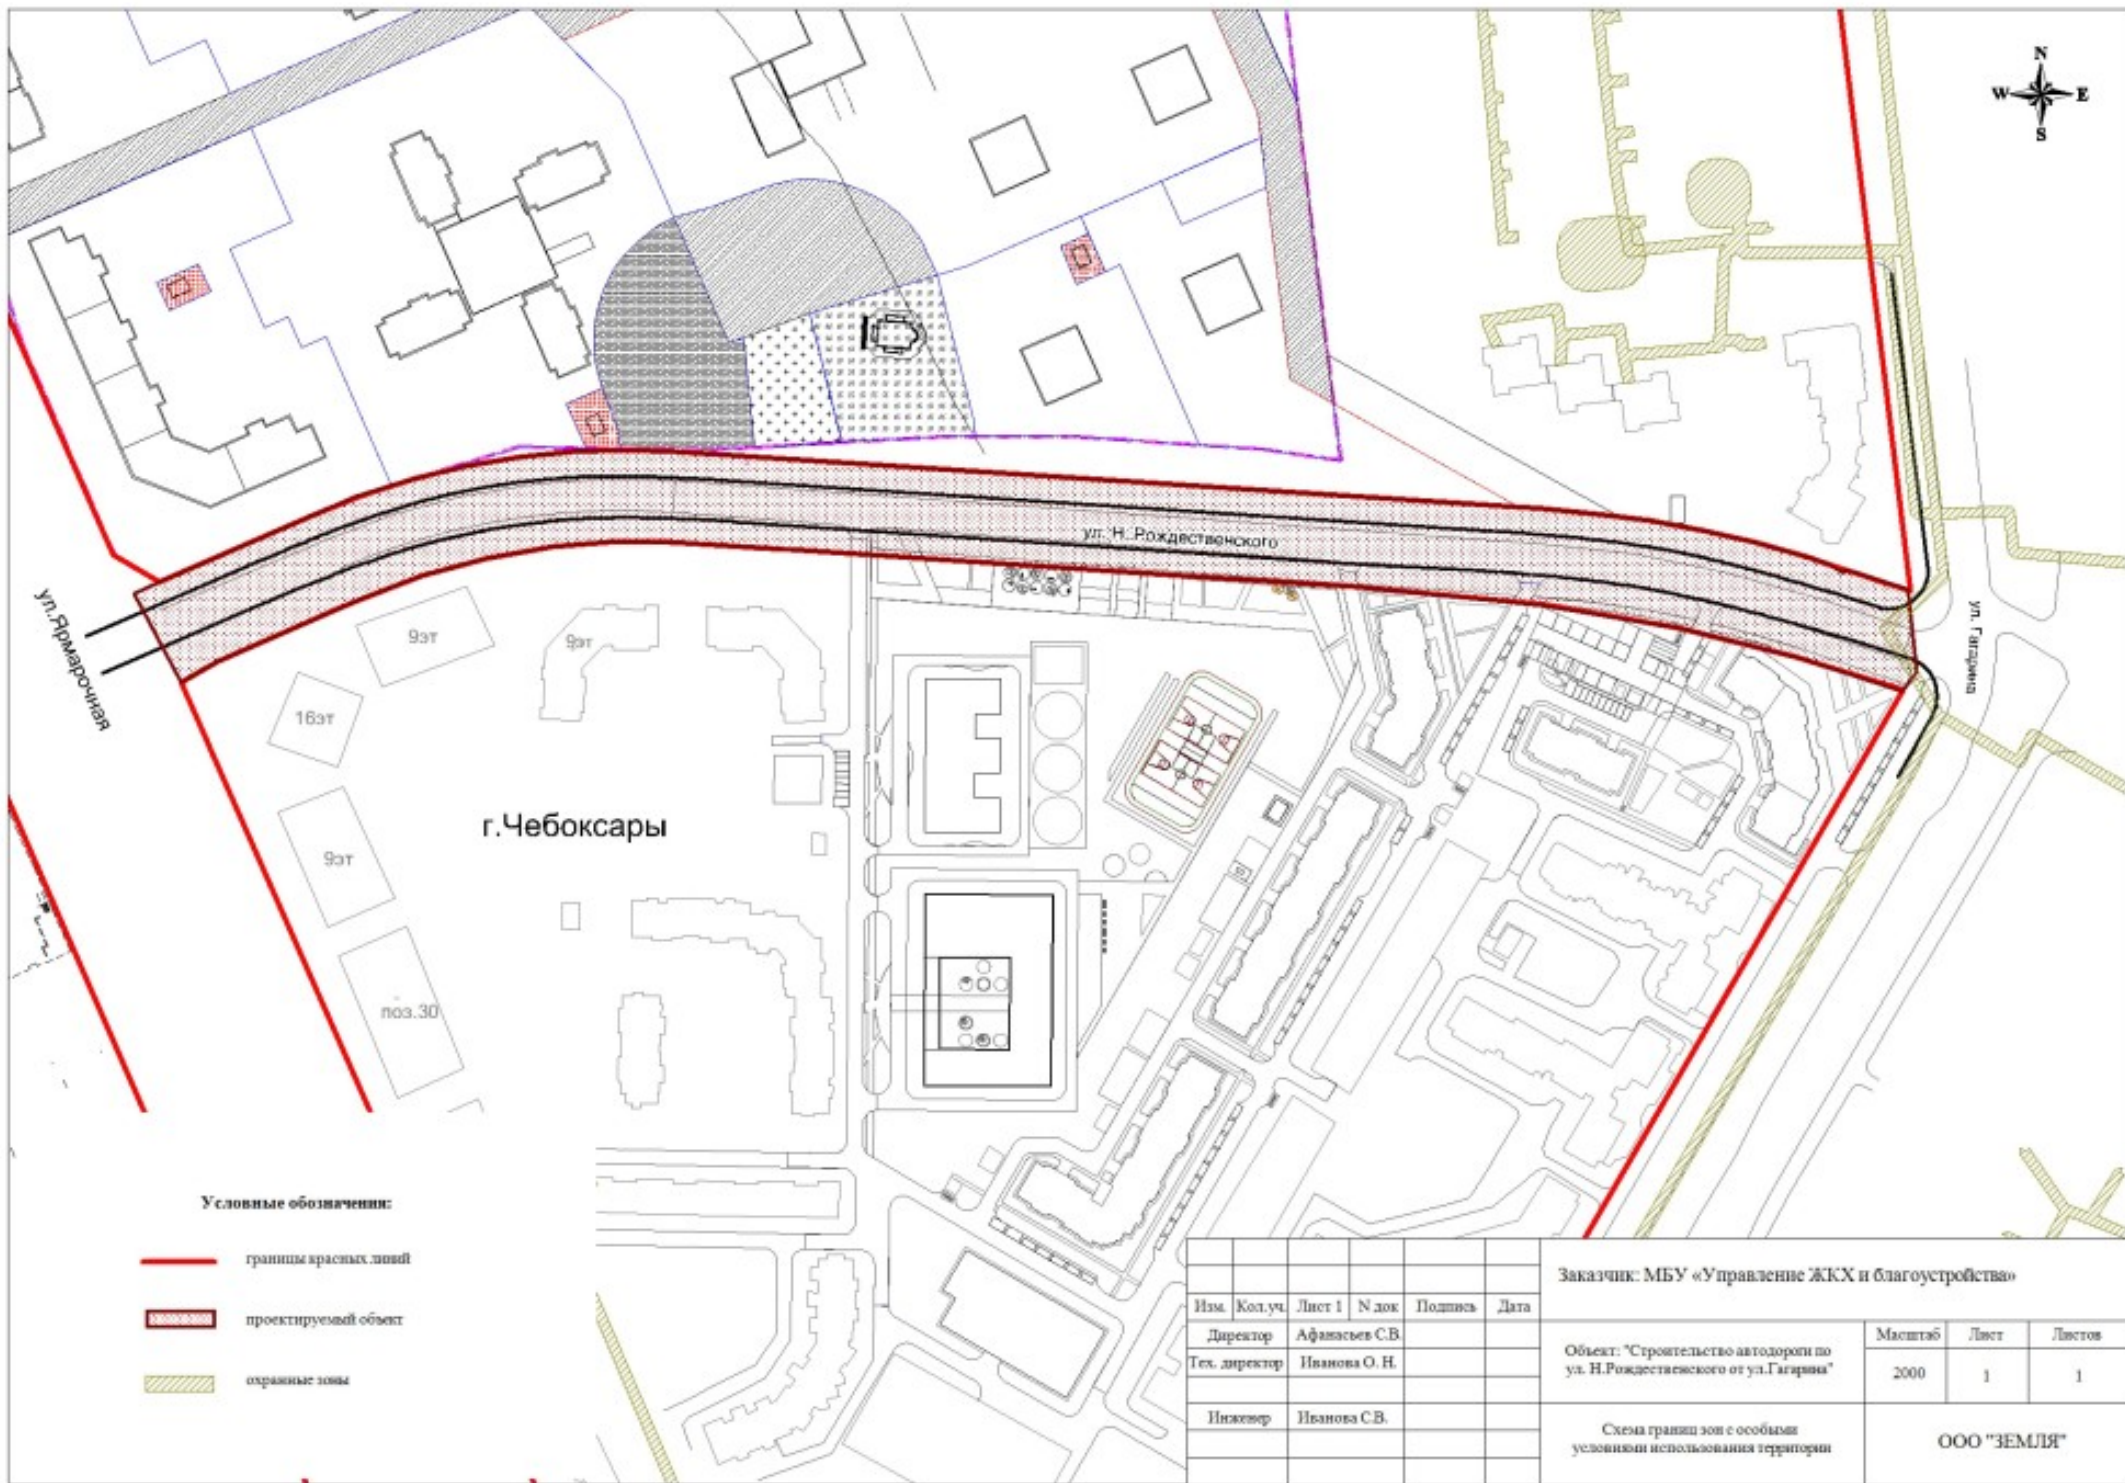 N
W E
S
ул. Н. Рождественского
ул.Ярмарочная
ул. Гагарина
9эт
9эт
16эт
9эт
г.Чебоксары
поз.30
Условные обозначения:
границы красных линий
проектируемый объект
охранные зоны
Заказчик: МБУ «Управление ЖКХ и благоустройства»
Изм. Кол.уч. Лист 1 N док Подпись Дата
Директор Афанасьев С.В.
Тех. директор Иванова О. Н.
Инженер Иванова С.В.
Объект: "Строительство автодороги по
ул. Н.Рождественского от ул.Гагарина"
Масштаб Лист Листов
2000 1 1
Схема границ зон с особыми
условиями использования территории
ООО "ЗЕМЛЯ"